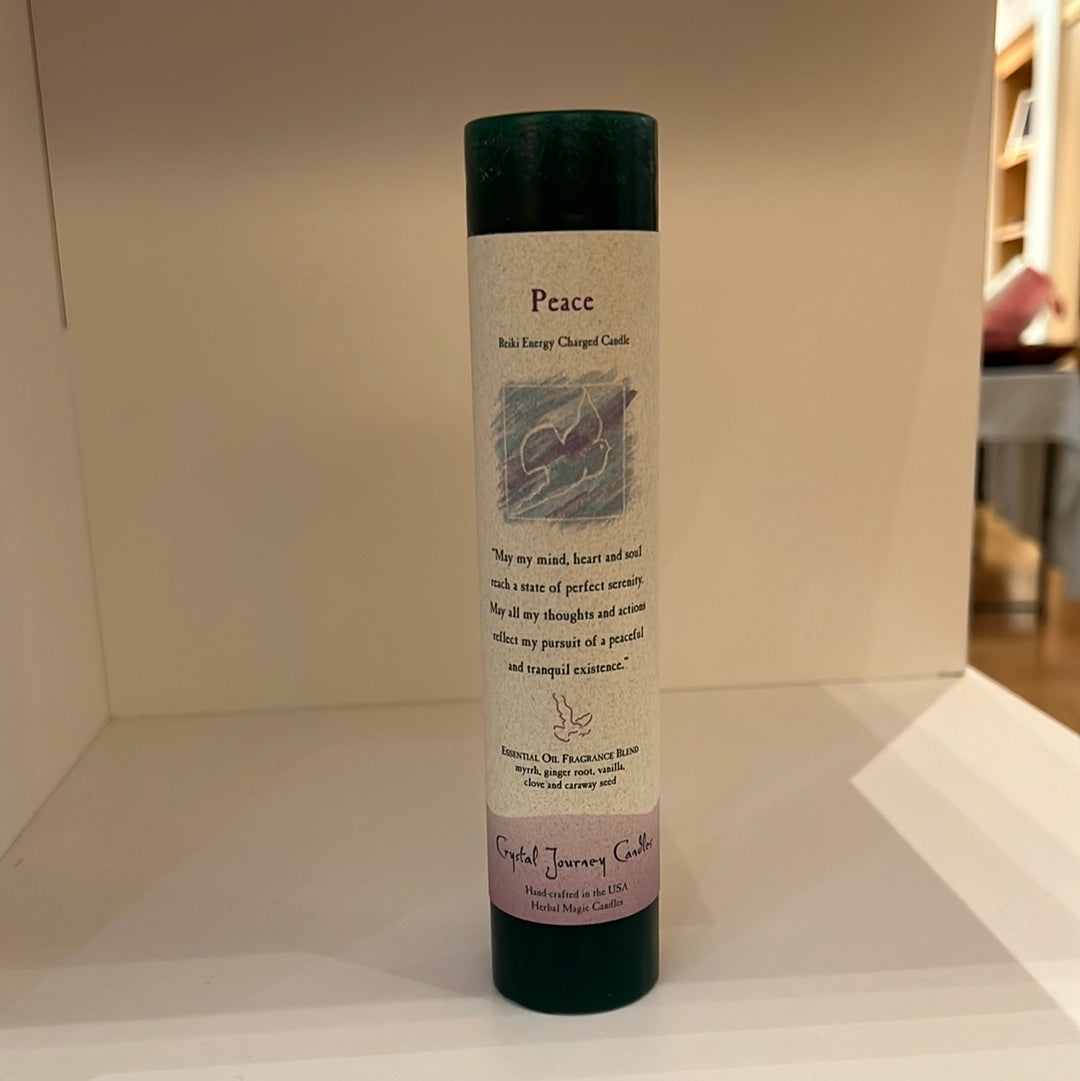 Peace
Reiki Energy Charged Candle
"May my mind, heart and soul
reach a state of perfect serenity.
May all my thoughts and actions
reflect my pursuit of a peaceful
and tranquil existence."
Essential Oil Fragrance Blend
myrrh, ginger root, vanilla,
clove and caraway seed
Crystal Journey Candles
Hand-crafted in the USA
Herbal Magic Candles